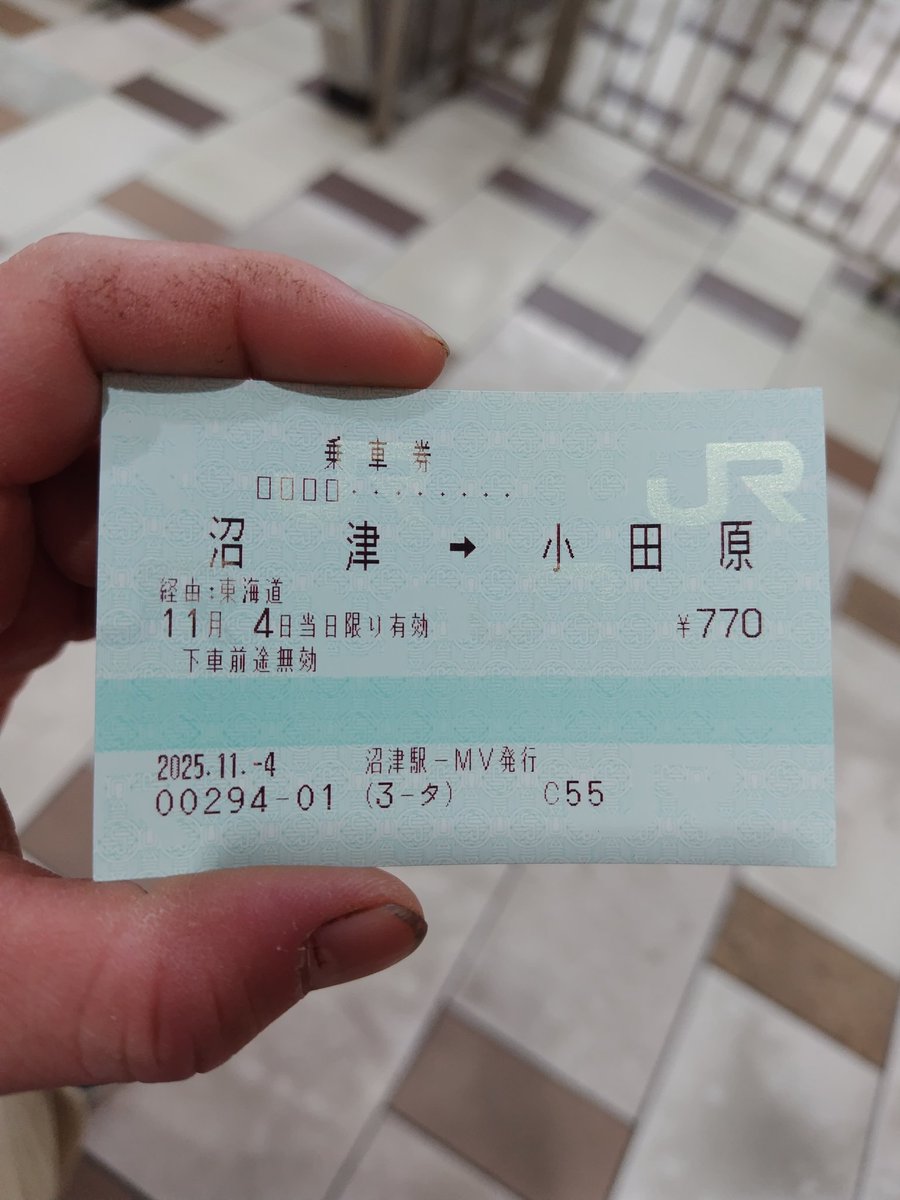 乗車券
JR
□□□□・・・・・・・・
沼津➡小田原
経由:東海道
11月 4日当日限り有効 ¥770
下車前途無効
2025.11.-4 沼津駅-MV発行
00294-01 (3-タ) C55